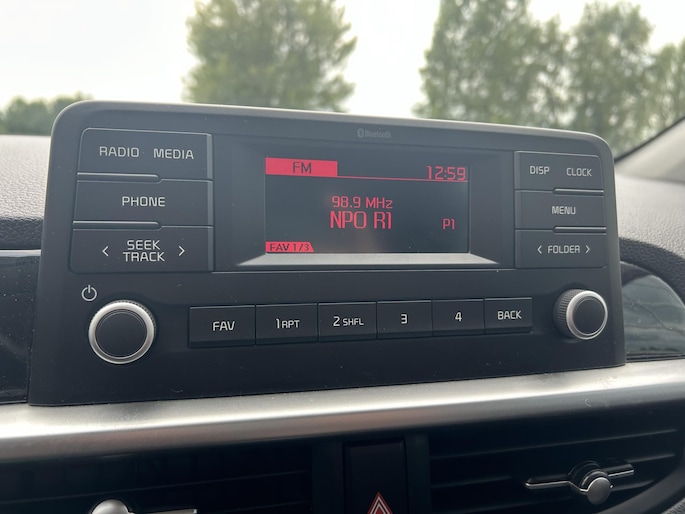 Bluetooth
RADIO MEDIA
PHONE
< SEEK >
TRACK
FM 12:59
98.9 MHz
NPO R1 P1
FAV 1/3
DISP CLOCK
MENU
< FOLDER >
FAV
1 RPT
2 SHFL
3
4
BACK